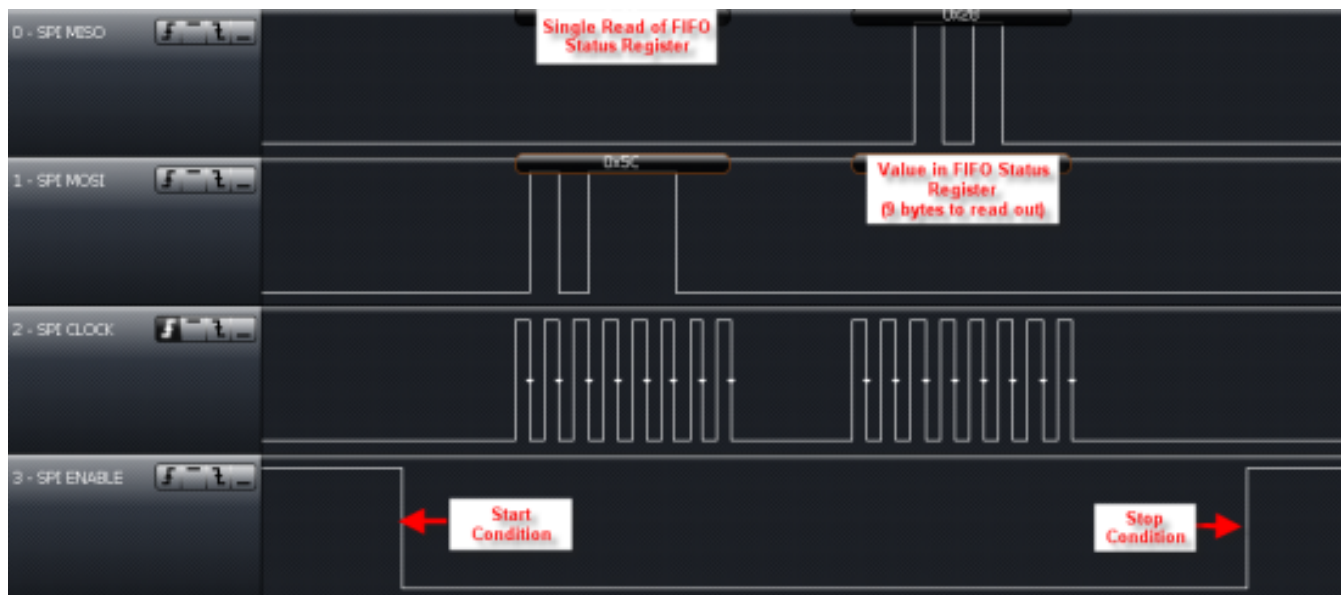 0 - SPI MISO
Single Read of FIFO
Status Register
0x28
1 - SPI MOSI
0x5C
Value in FIFO Status
Register
(9 bytes to read out)
2 - SPI CLOCK
3 - SPI ENABLE
Start
Condition
Stop
Condition